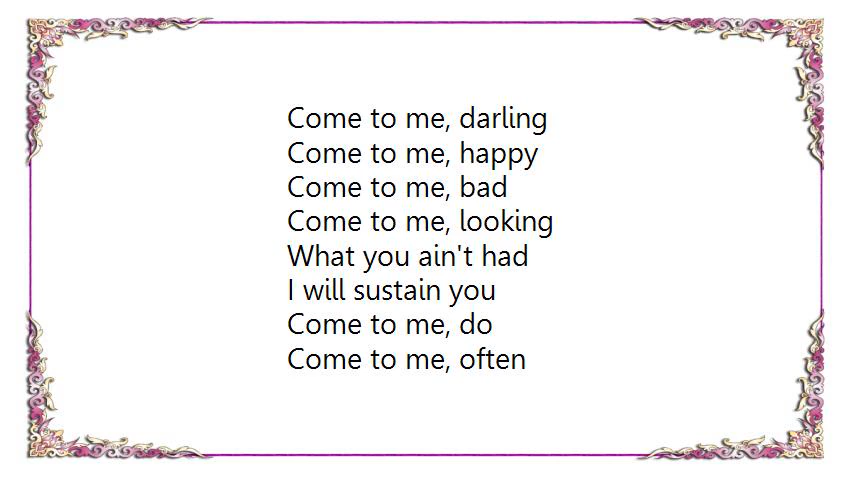 Come to me, darling
Come to me, happy
Come to me, bad
Come to me, looking
What you ain't had
I will sustain you
Come to me, do
Come to me, often